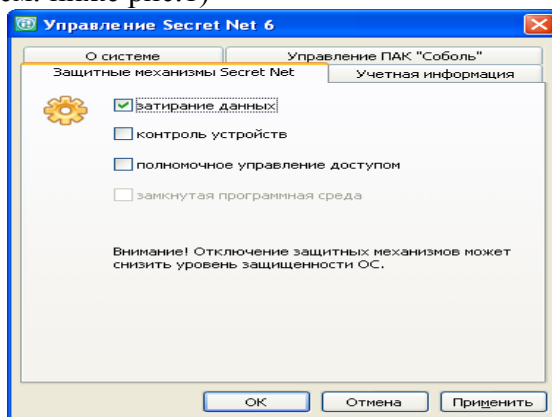 ем. ниже рис.1)
Управление Secret Net 6
О системе
Управление ПАК "Соболь"
Защитные механизмы Secret Net
Учетная информация
затирание данных
контроль устройств
полномочное управление доступом
замкнутая программная среда
Внимание! Отключение защитных механизмов может
снизить уровень защищенности ОС.
ОК
Отмена
Применить